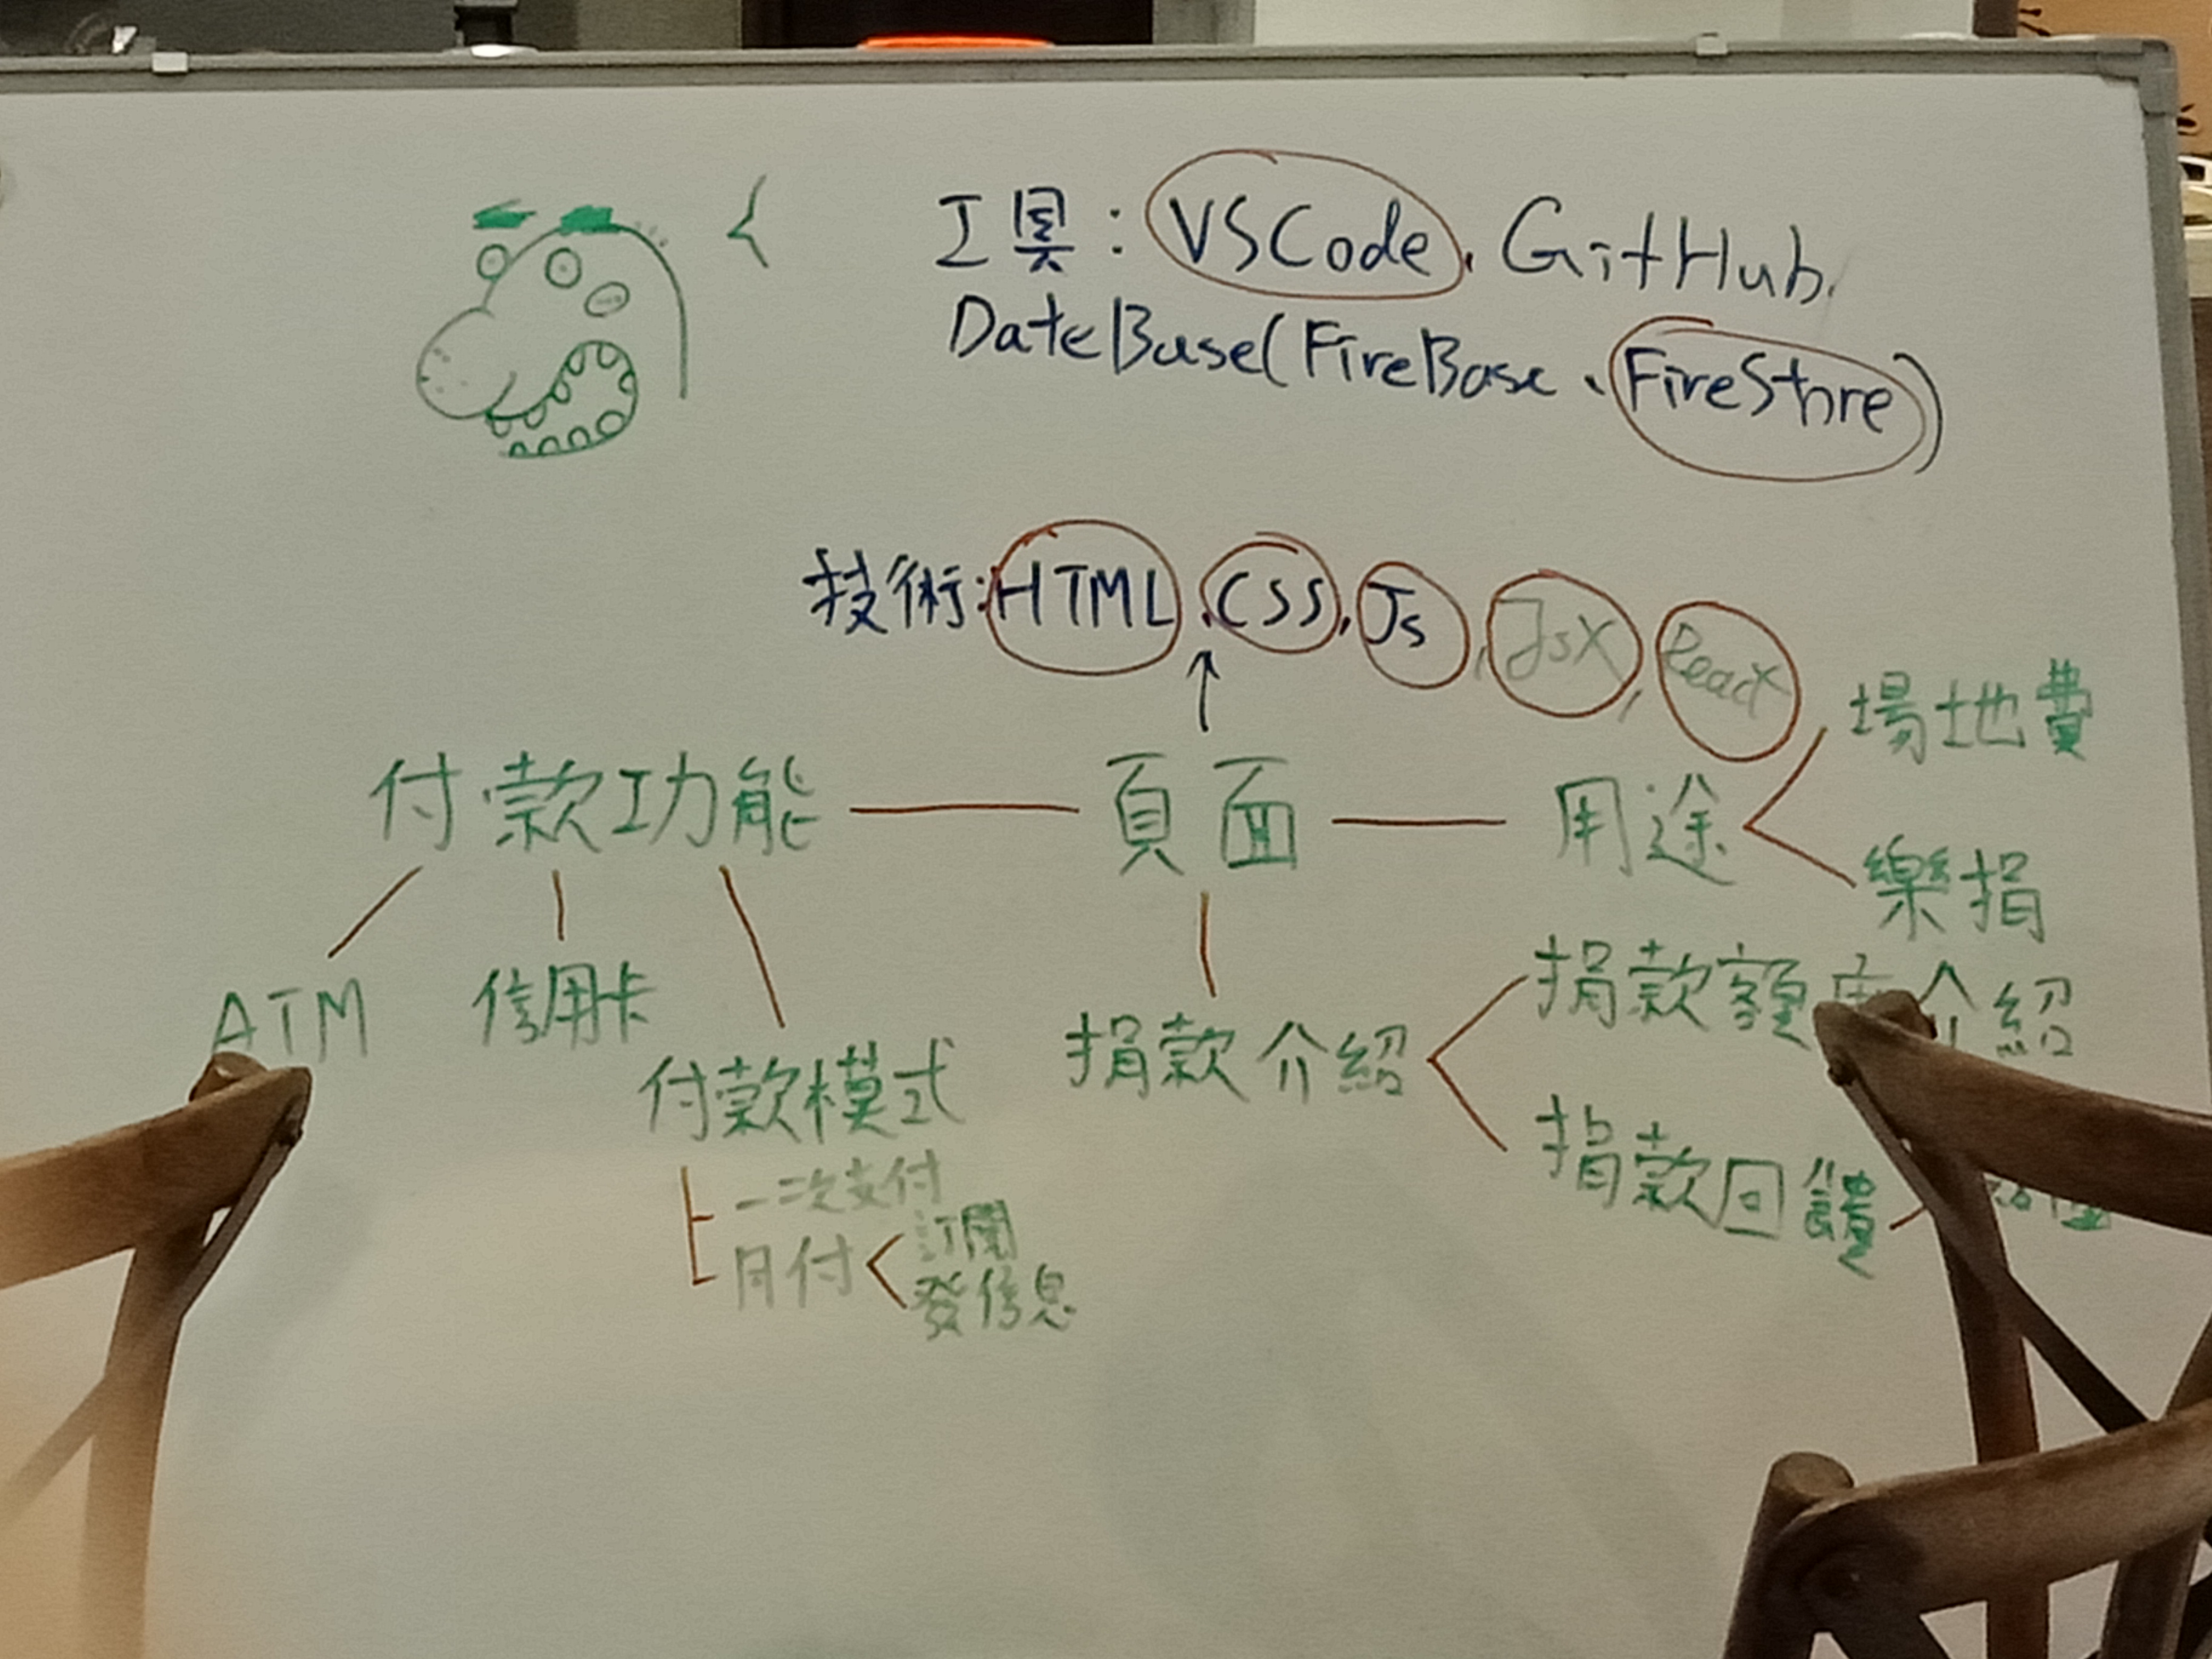 工具：VSCode、GitHub、
DateBase(FireBase、FireStore)
技術:HTML、CSS、Js、JsX、React
場地費
付款功能 頁面 用途
樂捐
ATM 信用卡
捐款額度介紹
付款模式 捐款介紹
捐款回饋
一次支付
月付
訂閱
發信息